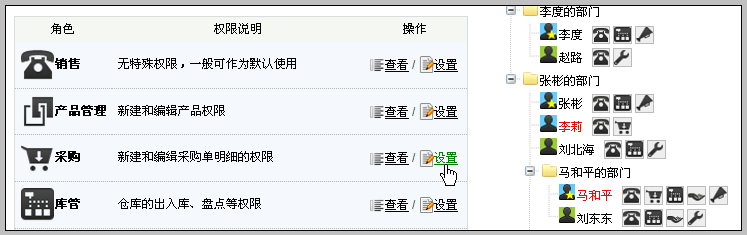 角色 权限说明 操作
销售 无特殊权限，一般可作为默认使用 查看 / 设置
产品管理 新建和编辑产品权限 查看 / 设置
采购 新建和编缉采购单明细的权限 查看 / 设置
库管 仓库的出入库、盘点等权限 查看 / 设置
李度的部门
李度
赵路
张彬的部门
张彬
李莉
刘北海
马和平的部门
马和平
刘东东